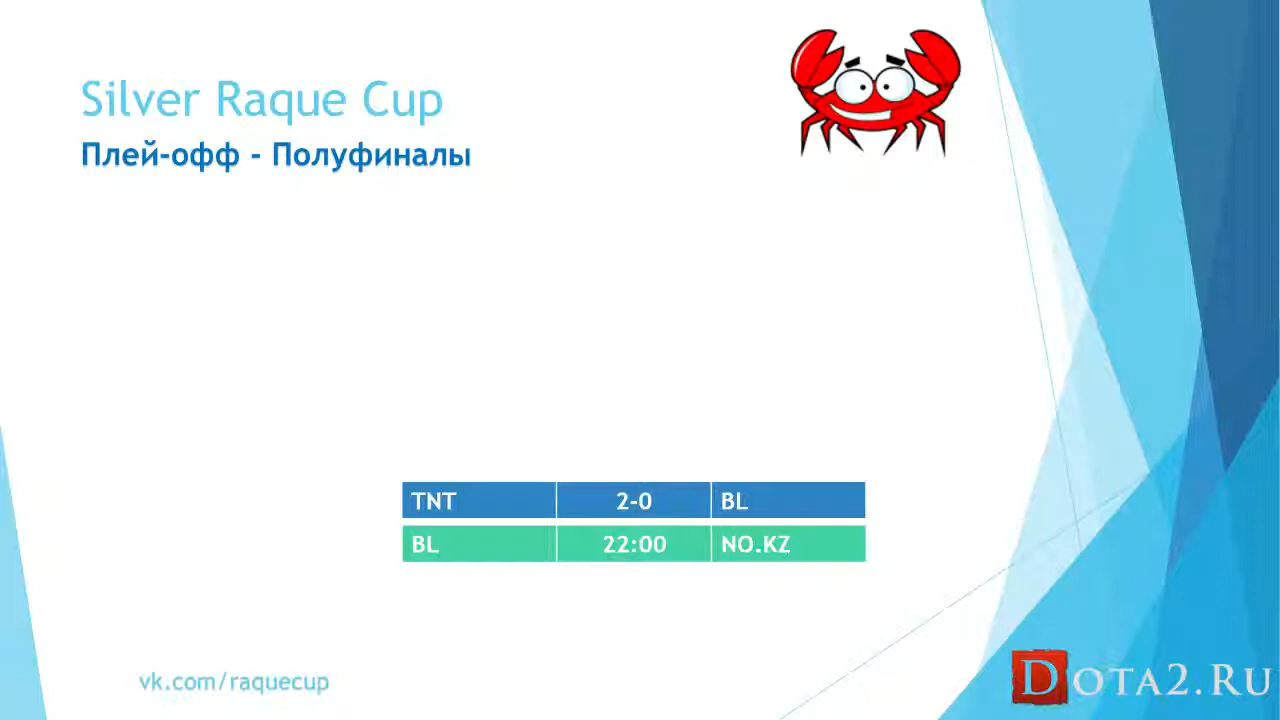 Silver Raque Cup
Плей-офф - Полуфиналы
TNT 2-0 BL
BL 22:00 NO.KZ
vk.com/raquecup
DOTA2.RU